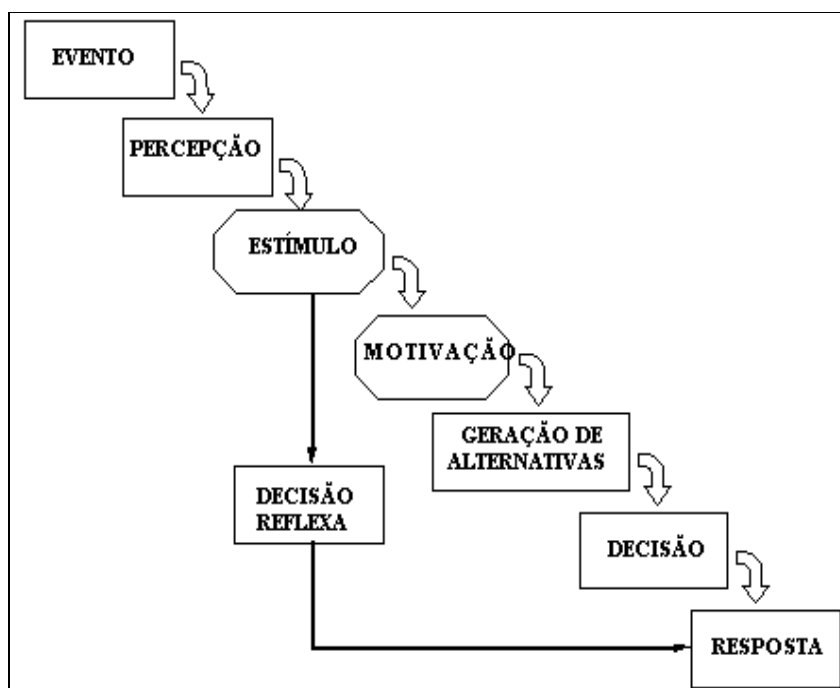 EVENTO
PERCEPÇÃO
ESTÍMULO
MOTIVAÇÃO
GERAÇÃO DE
ALTERNATIVAS
DECISÃO
REFLEXA
DECISÃO
RESPOSTA